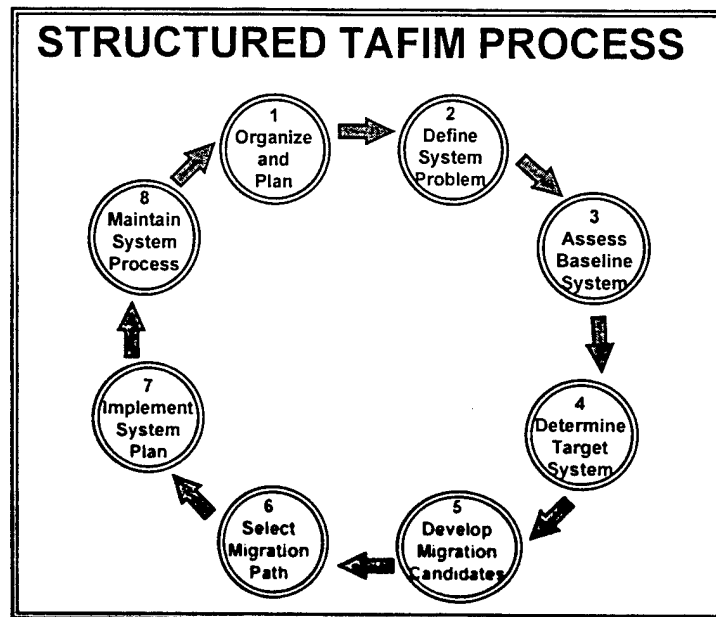 STRUCTURED TAFIM PROCESS
1
Organize
and
Plan
2
Define
System
Problem
3
Assess
Baseline
System
4
Determine
Target
System
5
Develop
Migration
Candidates
6
Select
Migration
Path
7
Implement
System
Plan
8
Maintain
System
Process